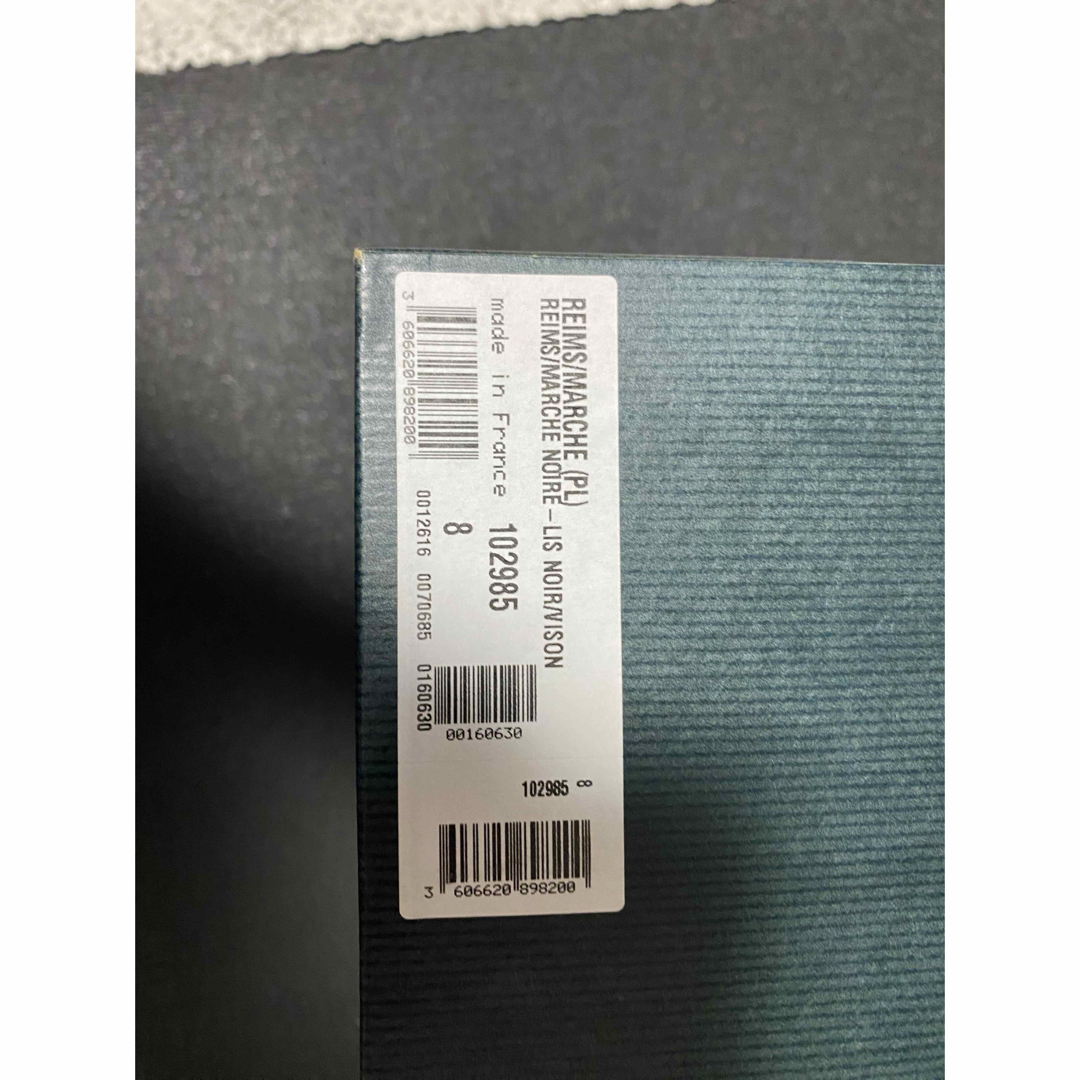 REIMS/MARCHE (PL)
REIMS/MARCHE NOIRE-LIS NOIR/VISON
made in France 102985
8
3 606620 898200
0012616 0070685 0160630
00160630
102985 8
3 606620 898200